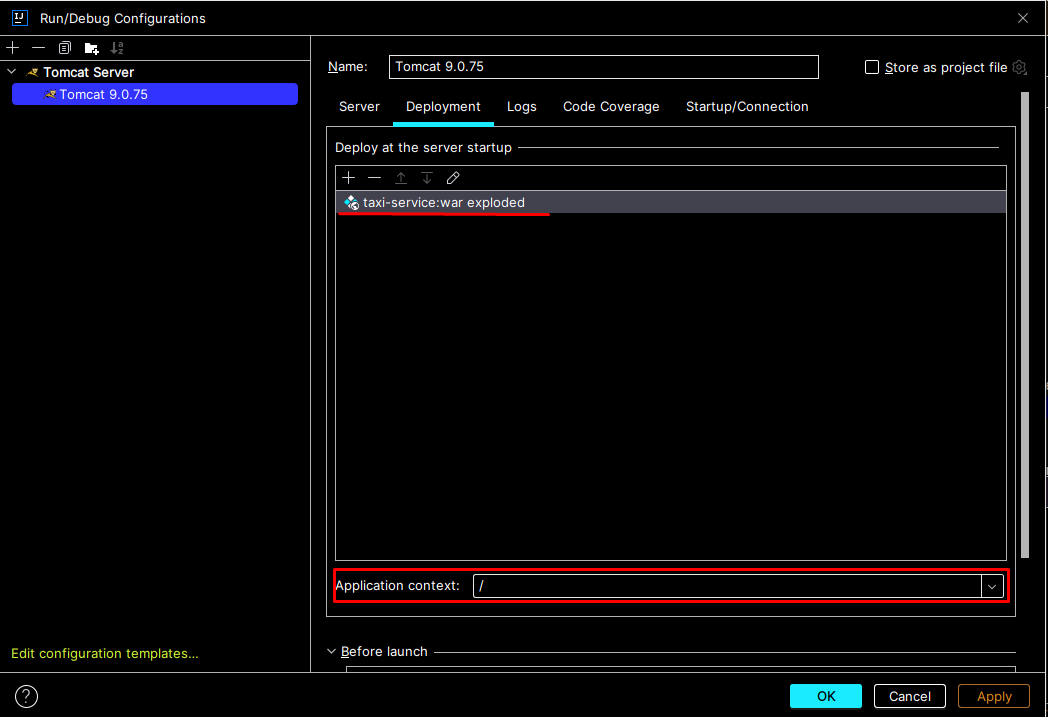 Run/Debug Configurations
Tomcat Server
Tomcat 9.0.75
Name: Tomcat 9.0.75 Store as project file
Server Deployment Logs Code Coverage Startup/Connection
Deploy at the server startup
taxi-service:war exploded
Application context: /
Edit configuration templates...
Before launch
? OK Cancel Apply